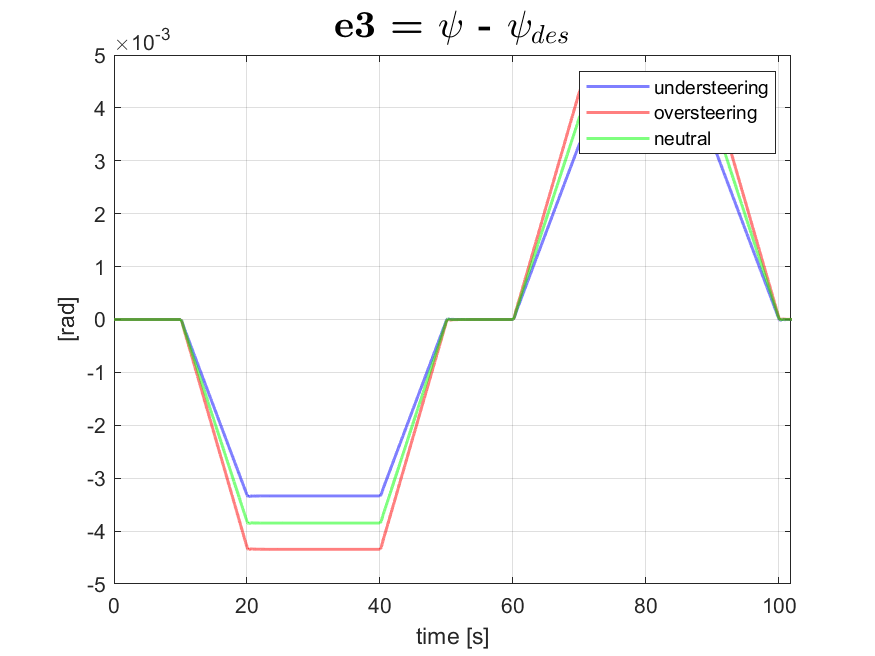 e3 = ψ - ψdes
×10-3
5
4
3
2
1
0
-1
-2
-3
-4
-5
[rad]
understeering
oversteering
neutral
0 20 40 60 80 100
time [s]